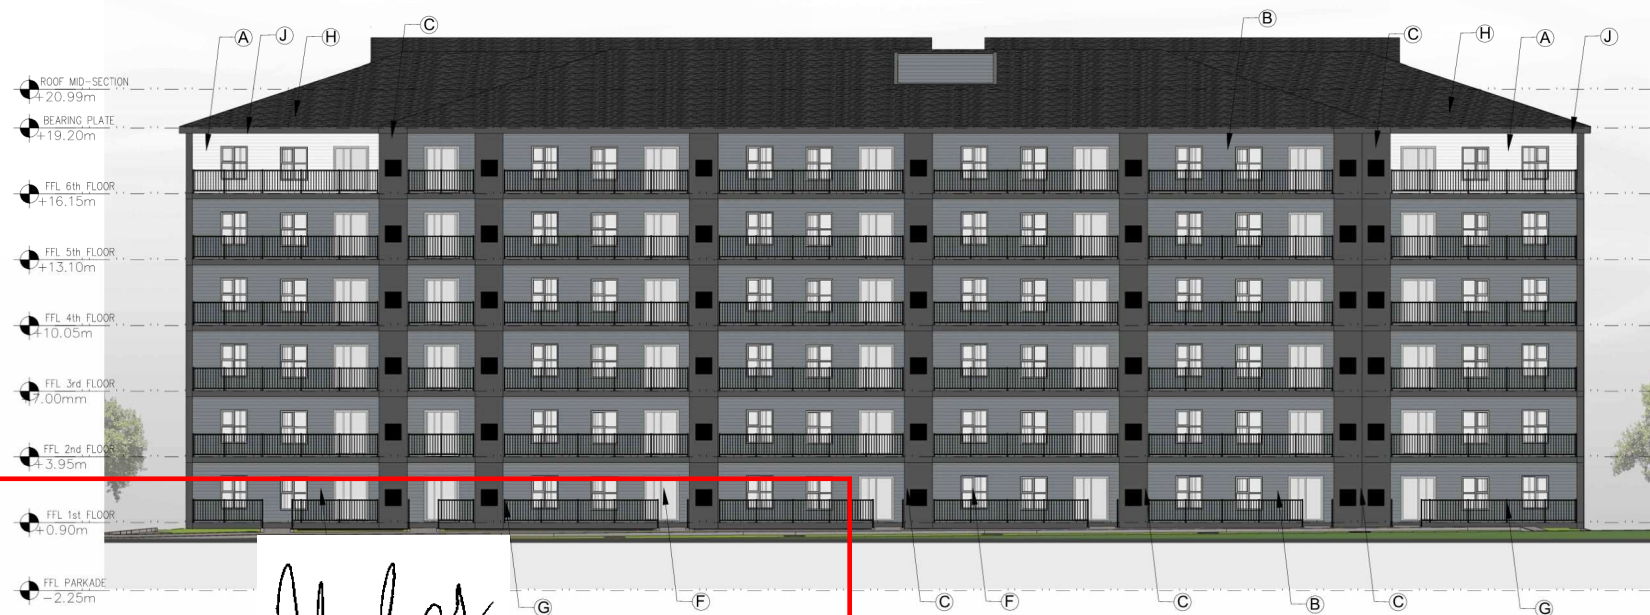 A J H C B C H A J
ROOF MID-SECTION
+20.99m
BEARING PLATE
+19.20m
FFL 6th FLOOR
+16.15m
FFL 5th FLOOR
+13.10m
FFL 4th FLOOR
+10.05m
FFL 3rd FLOOR
+7.00mm
FFL 2nd FLOOR
+3.95m
FFL 1st FLOOR
+0.90m
FFL PARKADE
-2.25m
G F C F C B C G